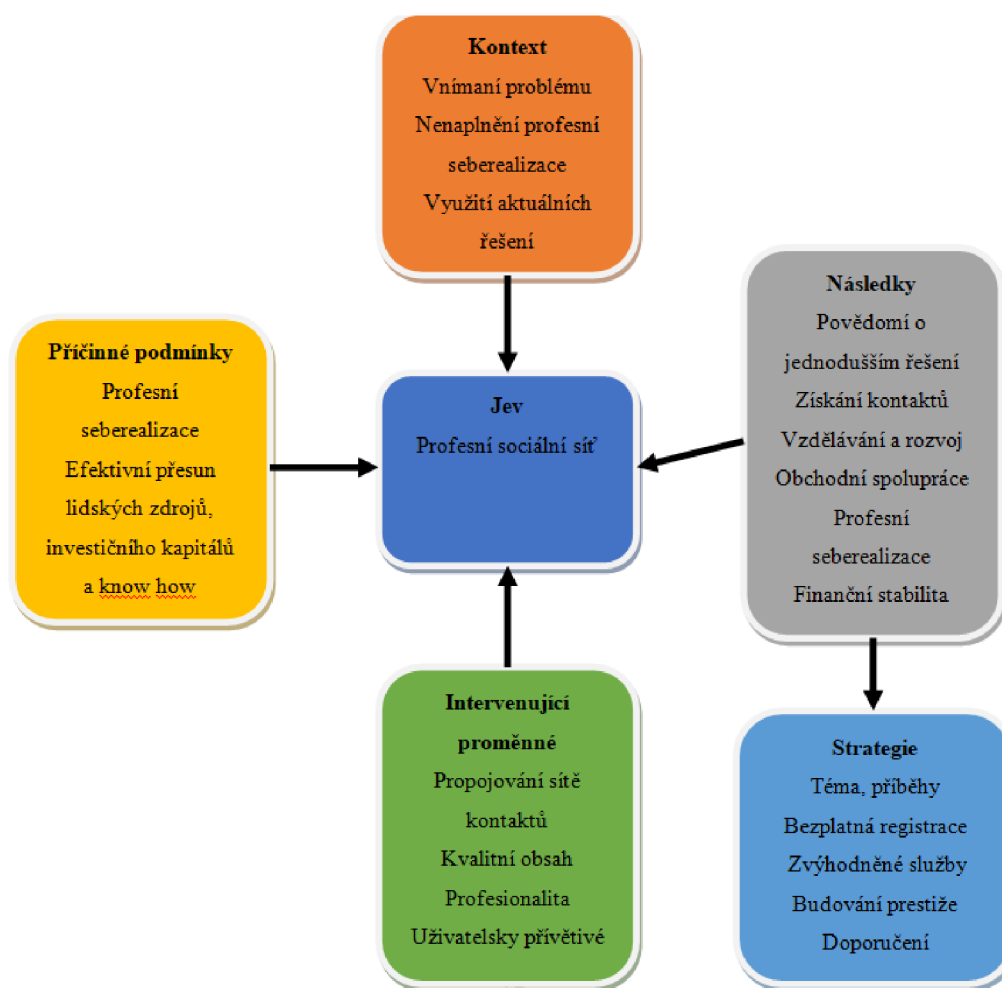 Kontext
Vnímaní problému
Nenaplnění profesní
seberealizace
Využití aktuálních
řešení
Příčinné podmínky
Profesní
seberealizace
Efektivní přesun
lidských zdrojů,
investičního kapitálů
a know how
Jev
Profesní sociální síť
Následky
Povědomí o
jednodušším řešení
Získání kontaktů
Vzdělávání a rozvoj
Obchodní spolupráce
Profesní
seberealizace
Finanční stabilita
Intervenující
proměnné
Propojování sítě
kontaktů
Kvalitní obsah
Profesionalita
Uživatelsky přívětivé
Strategie
Téma, příběhy
Bezplatná registrace
Zvýhodněné služby
Budování prestiže
Doporučení